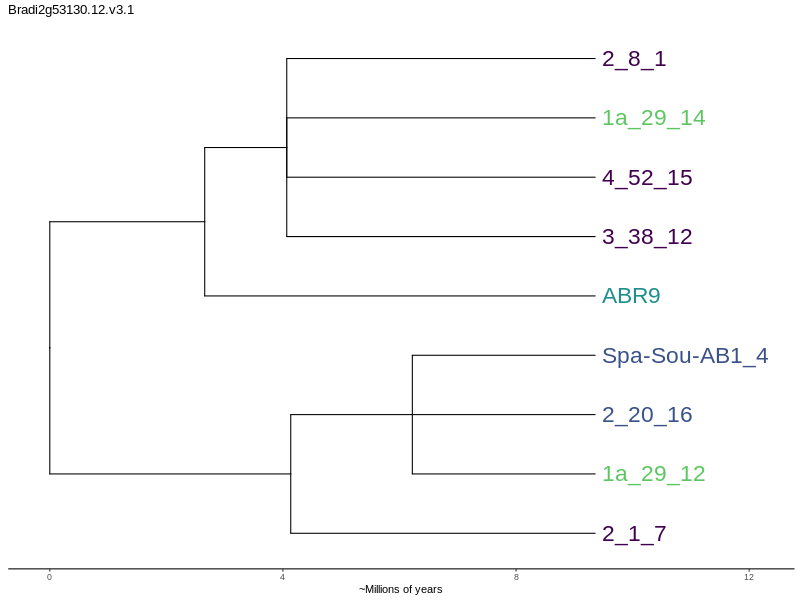 Bradi2g53130.12.v3.1
2_8_1
1a_29_14
4_52_15
3_38_12
ABR9
Spa-Sou-AB1_4
2_20_16
1a_29_12
2_1_7
0 4 8 12
~Millions of years